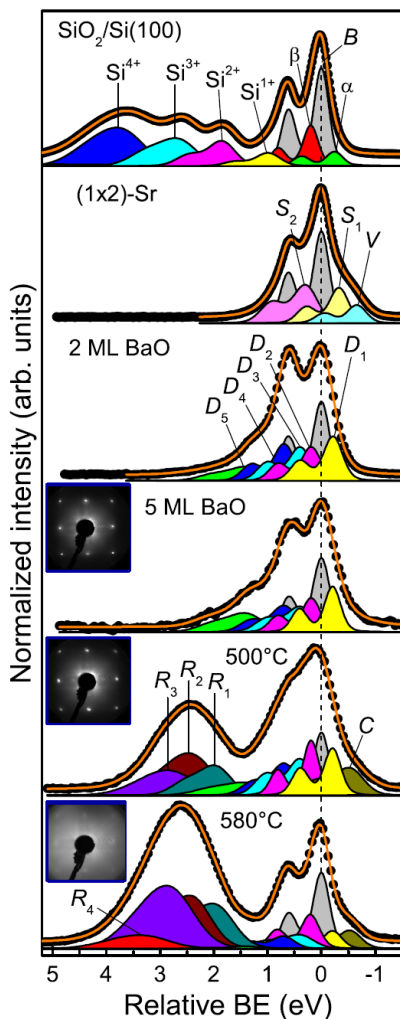 SiO₂/Si(100)
β
B
Si⁴⁺
Si³⁺
Si²⁺
Si¹⁺
α
(1x2)-Sr
S₂
S₁
V
2 ML BaO
D₂
D₁
D₃
D₄
D₅
5 ML BaO
500°C
R₃
R₂
R₁
C
580°C
R₄
Normalized intensity (arb. units)
5 4 3 2 1 0 -1
Relative BE (eV)